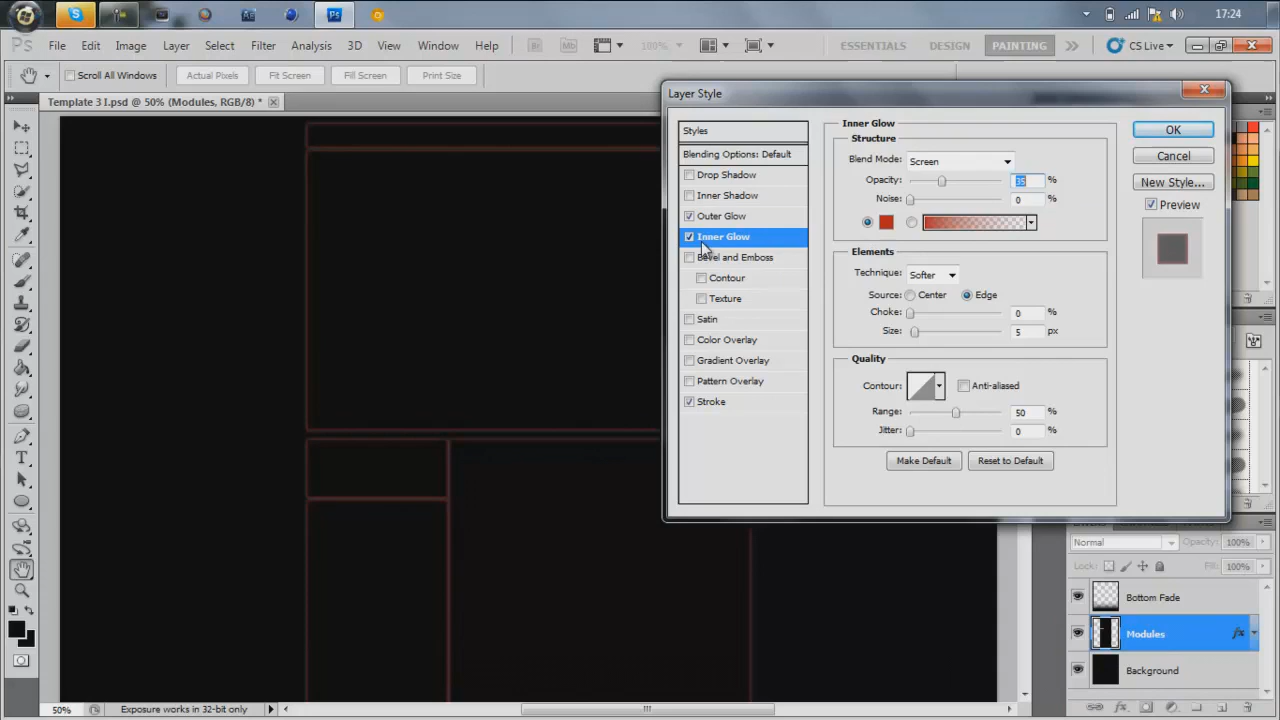 17:24
Ps File Edit Image Layer Select Filter Analysis 3D View Window Help Br Mb 100% ESSENTIALS DESIGN PAINTING CS Live
Scroll All Windows Actual Pixels Fit Screen Fill Screen Print Size
Template 3 I.psd @ 50% (Modules, RGB/8) *
Layer Style
Styles
Blending Options: Default
Drop Shadow
Inner Shadow
Outer Glow
Inner Glow
Bevel and Emboss
Contour
Texture
Satin
Color Overlay
Gradient Overlay
Pattern Overlay
Stroke
Inner Glow
Structure
Blend Mode: Screen
Opacity: 35 %
Noise: 0 %
Elements
Technique: Softer
Source: Center Edge
Choke: 0 %
Size: 5 px
Quality
Contour: Anti-aliased
Range: 50 %
Jitter: 0 %
Make Default Reset to Default
OK
Cancel
New Style...
Preview
Normal Opacity: 100%
Lock: Fill: 100%
Bottom Fade
Modules fx
Background
50% Exposure works in 32-bit only